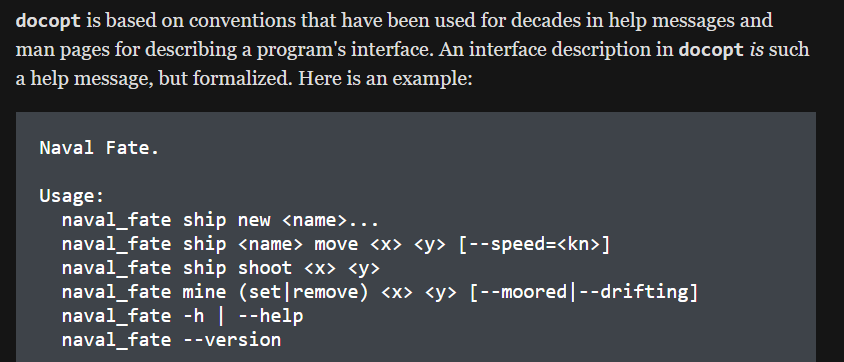 docopt is based on conventions that have been used for decades in help messages and
man pages for describing a program's interface. An interface description in docopt is such
a help message, but formalized. Here is an example:
Naval Fate.
Usage:
  naval_fate ship new <name>...
  naval_fate ship <name> move <x> <y> [--speed=<kn>]
  naval_fate ship shoot <x> <y>
  naval_fate mine (set|remove) <x> <y> [--moored|--drifting]
  naval_fate -h | --help
  naval_fate --version